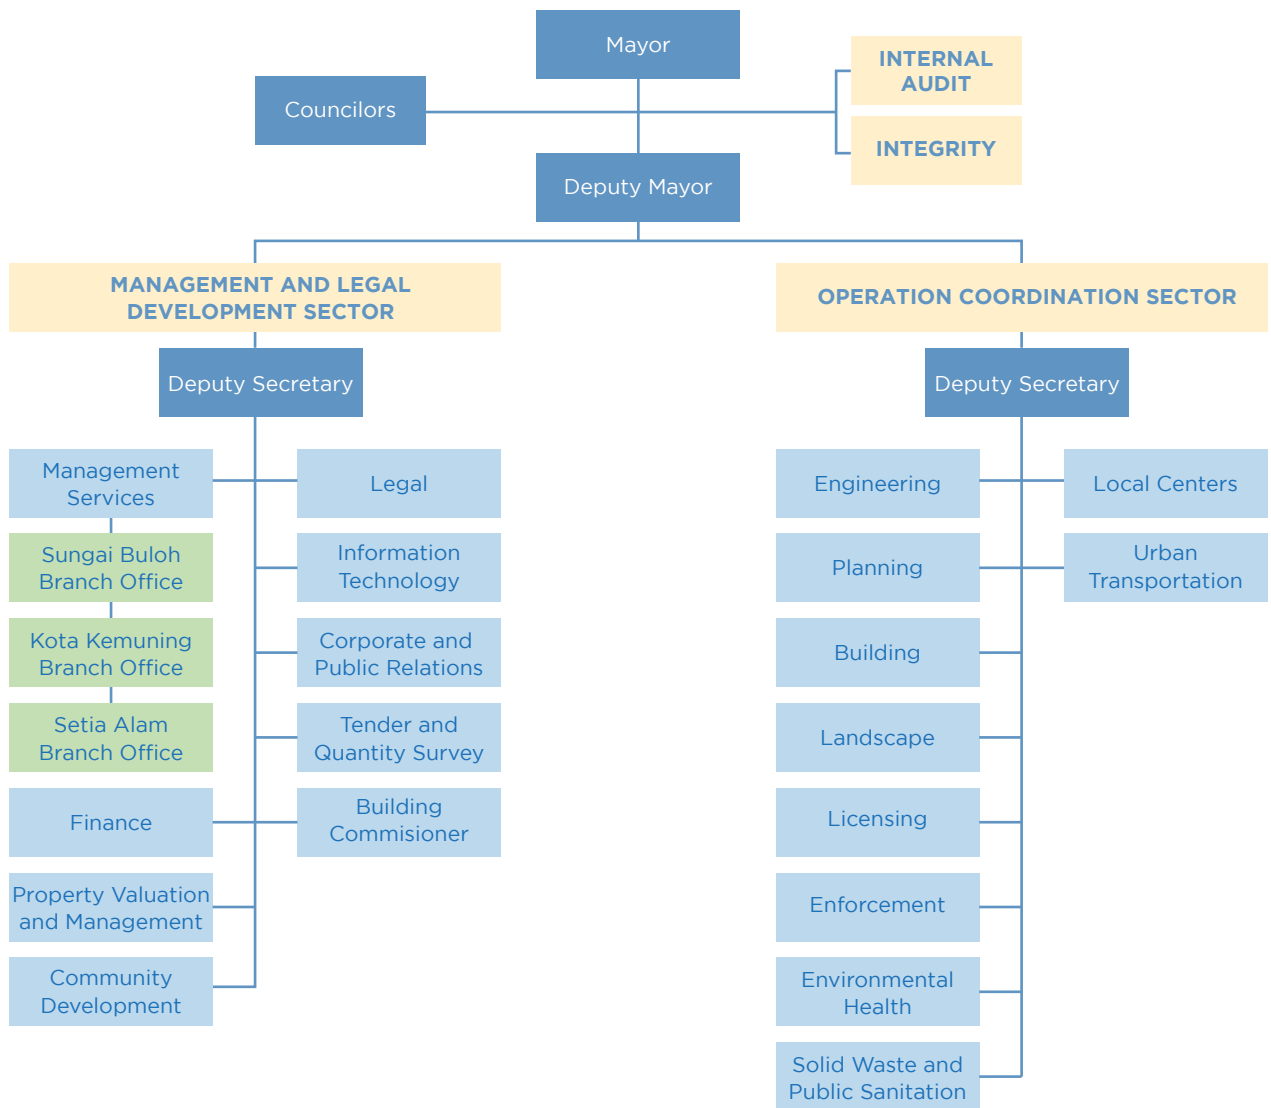 Mayor
INTERNAL
AUDIT
Councilors
INTEGRITY
Deputy Mayor
MANAGEMENT AND LEGAL
DEVELOPMENT SECTOR
OPERATION COORDINATION SECTOR
Deputy Secretary
Deputy Secretary
Management
Services
Legal
Sungai Buloh
Branch Office
Information
Technology
Kota Kemuning
Branch Office
Corporate and
Public Relations
Setia Alam
Branch Office
Tender and
Quantity Survey
Finance
Building
Commisioner
Property Valuation
and Management
Community
Development
Engineering
Local Centers
Planning
Urban
Transportation
Building
Landscape
Licensing
Enforcement
Environmental
Health
Solid Waste and
Public Sanitation